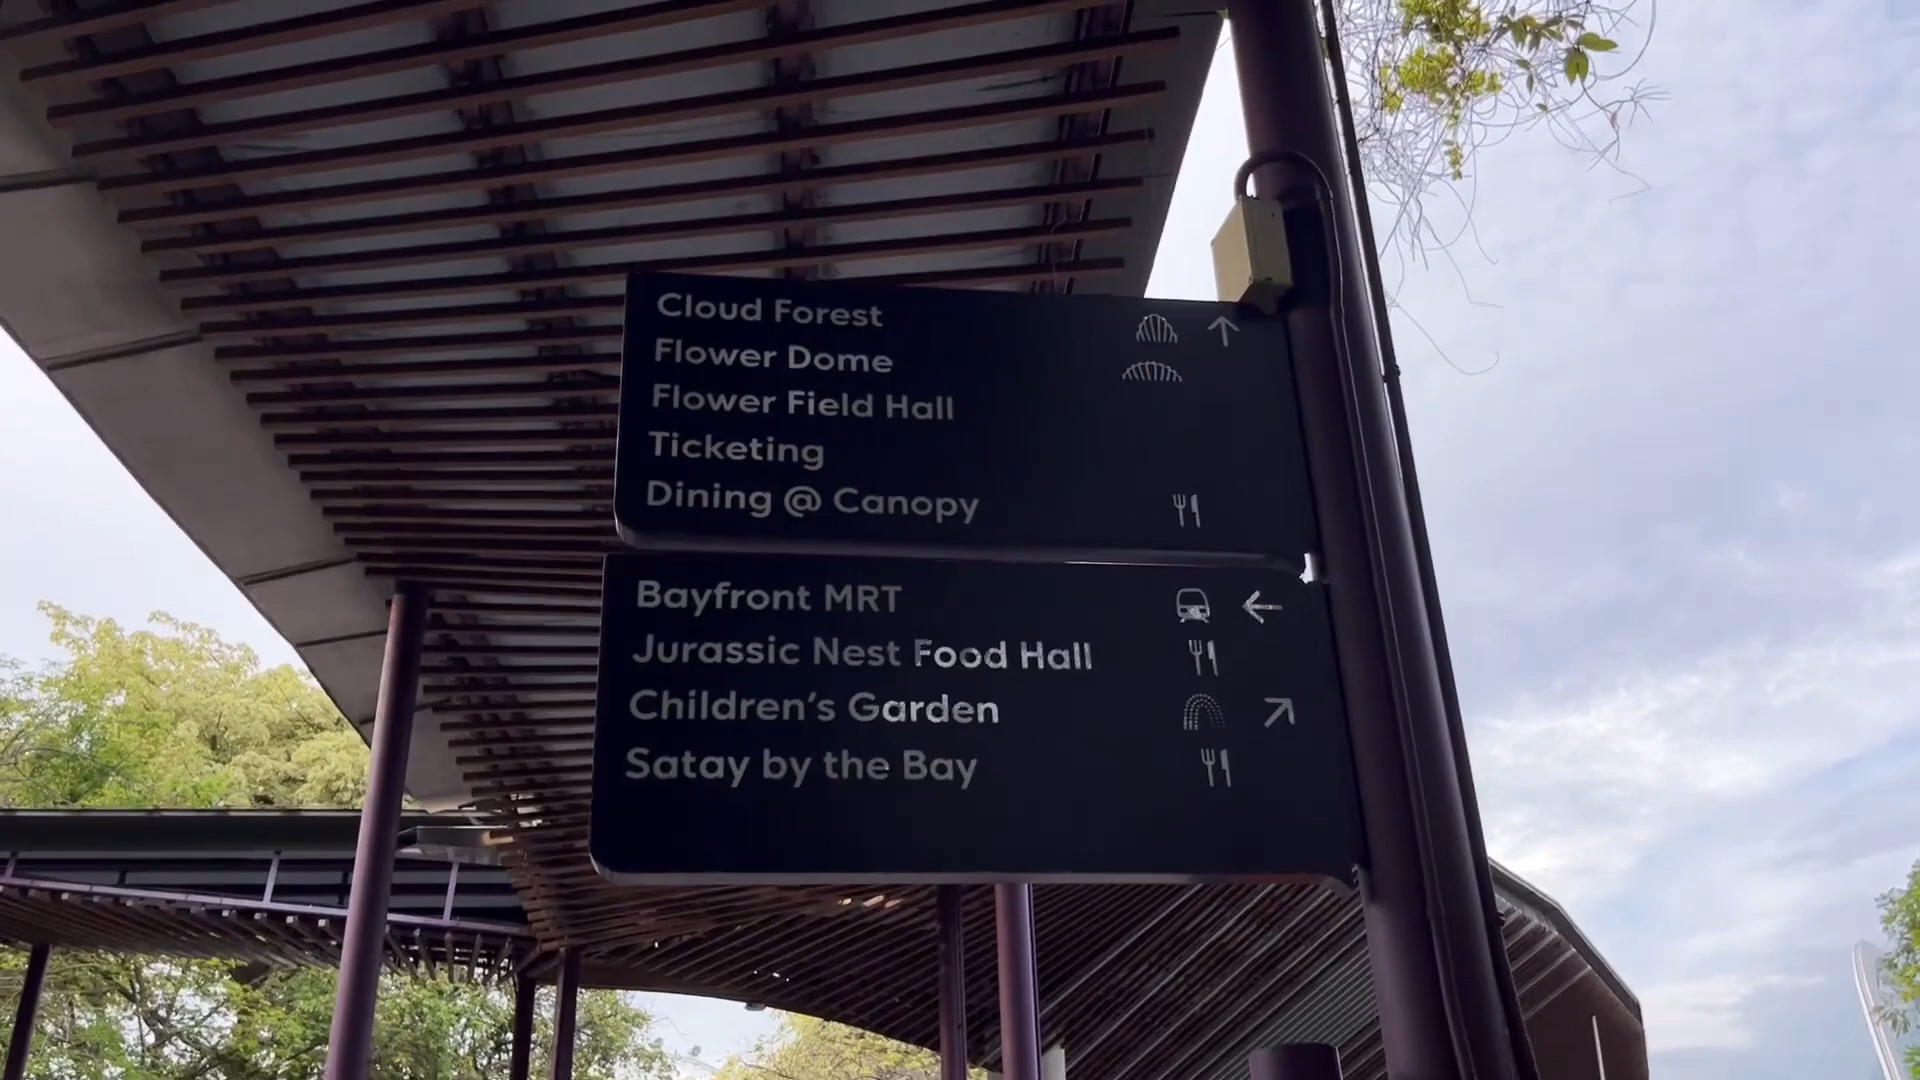 Cloud Forest
Flower Dome
Flower Field Hall
Ticketing
Dining @ Canopy
Bayfront MRT
Jurassic Nest Food Hall
Children's Garden
Satay by the Bay